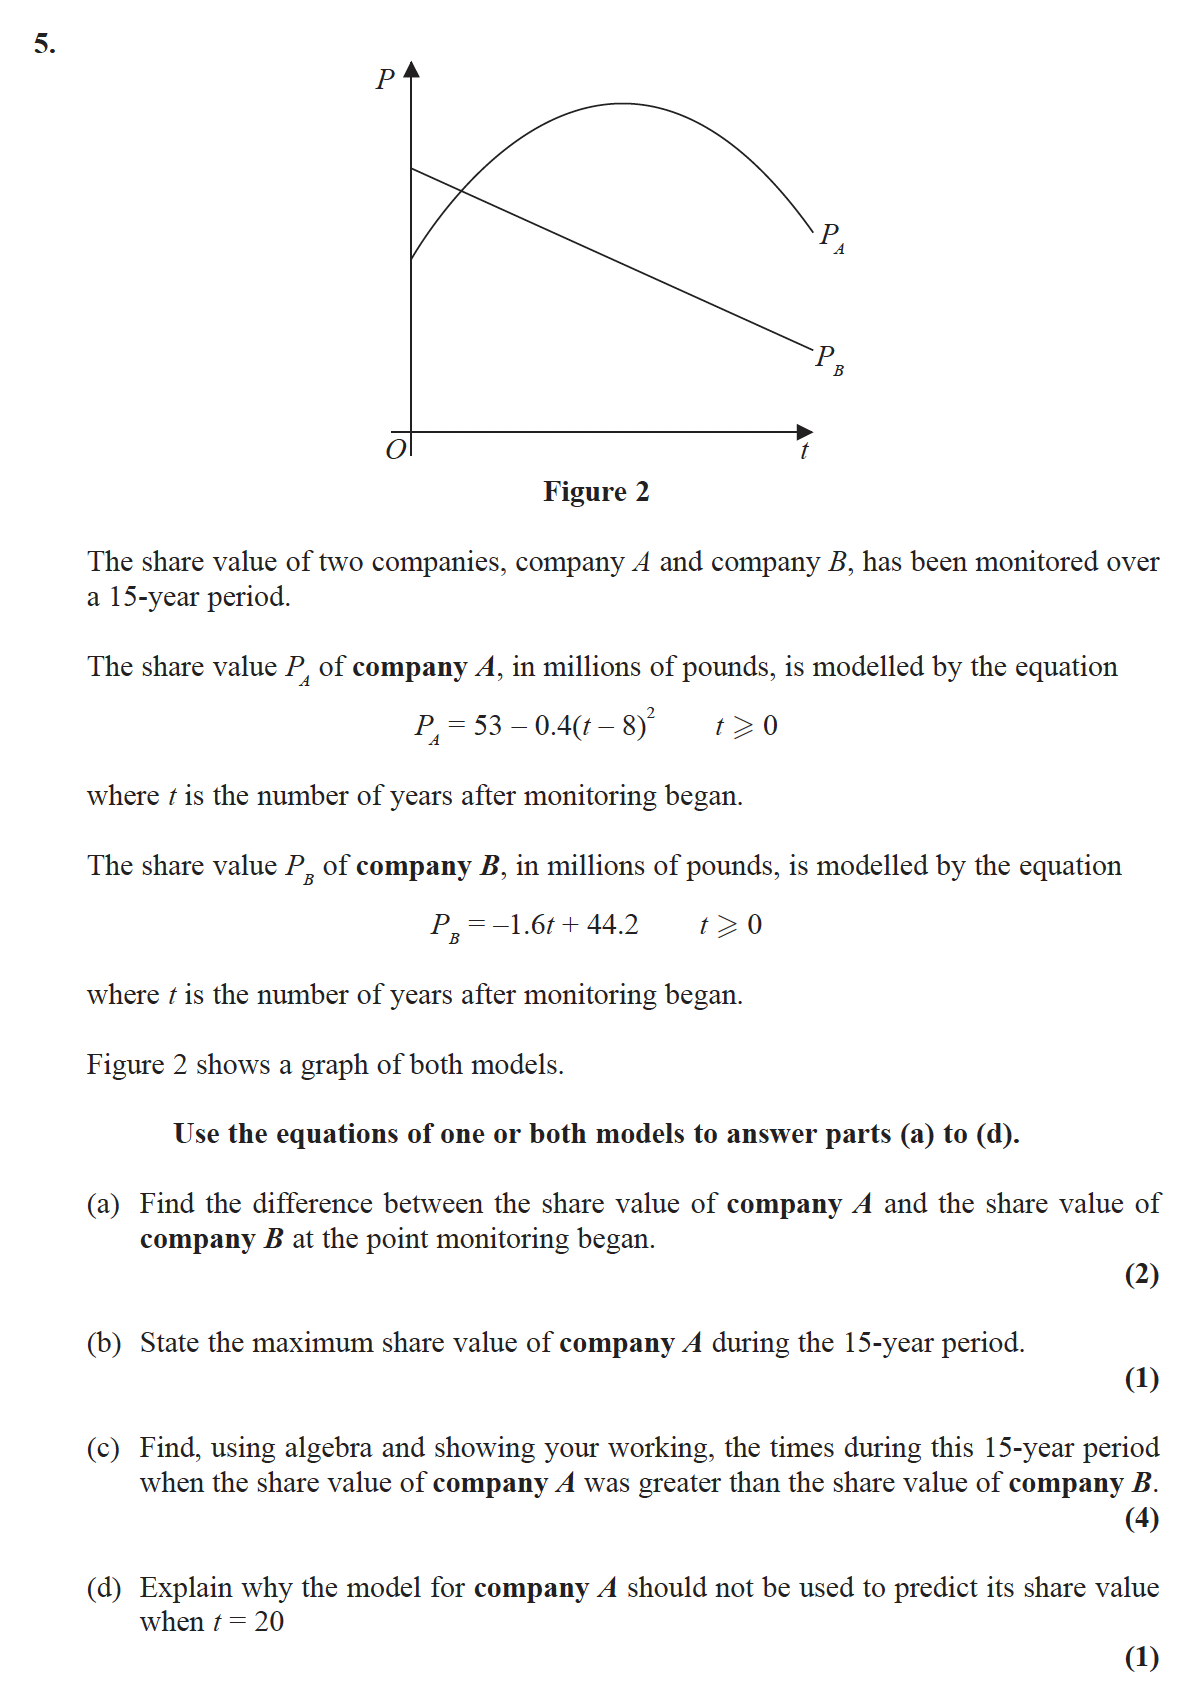 5.
P
P_A
P_B
O
t
Figure 2
The share value of two companies, company A and company B, has been monitored over
a 15-year period.
The share value P_A of company A, in millions of pounds, is modelled by the equation
P_A = 53 – 0.4(t – 8)² t ⩾ 0
where t is the number of years after monitoring began.
The share value P_B of company B, in millions of pounds, is modelled by the equation
P_B = –1.6t + 44.2 t ⩾ 0
where t is the number of years after monitoring began.
Figure 2 shows a graph of both models.
Use the equations of one or both models to answer parts (a) to (d).
(a) Find the difference between the share value of company A and the share value of
company B at the point monitoring began.
(2)
(b) State the maximum share value of company A during the 15-year period.
(1)
(c) Find, using algebra and showing your working, the times during this 15-year period
when the share value of company A was greater than the share value of company B.
(4)
(d) Explain why the model for company A should not be used to predict its share value
when t = 20
(1)